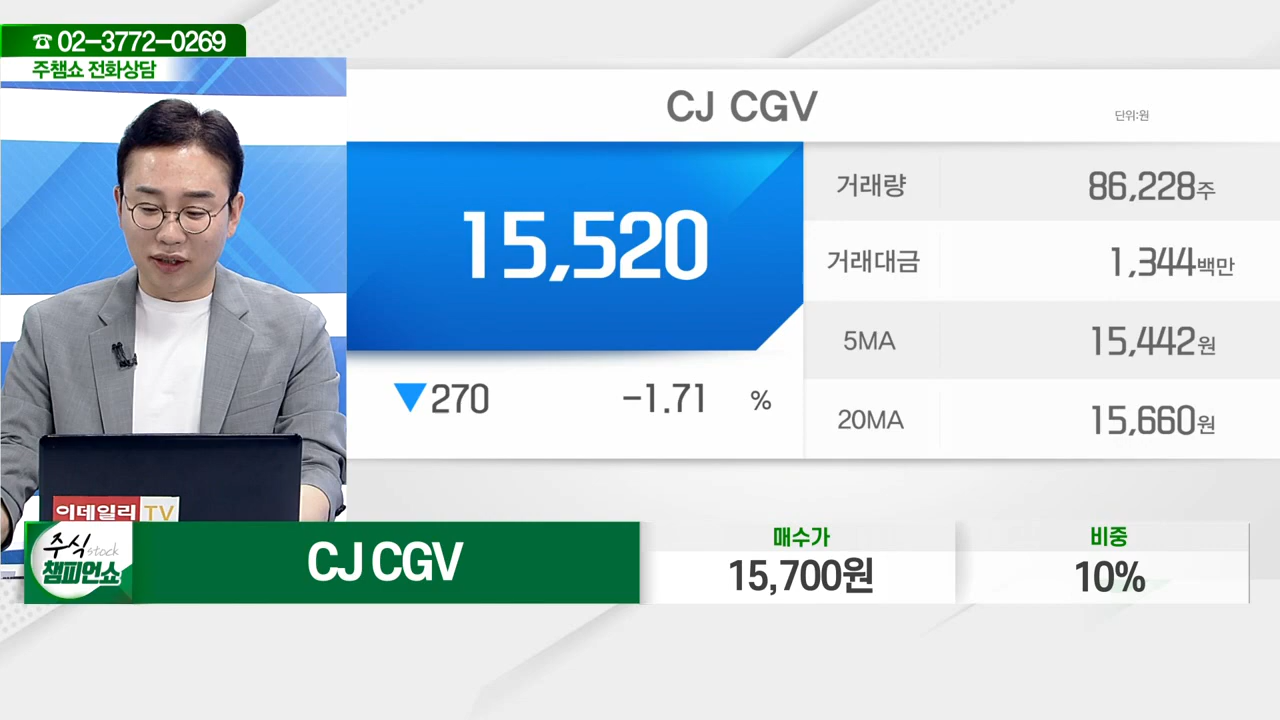 ☎ 02-3772-0269
주챔쇼 전화상담
CJ CGV
단위:원
15,520
▼270 -1.71 %
거래량 86,228주
거래대금 1,344백만
5MA 15,442원
20MA 15,660원
이데일리 TV
주식 stock
챔피언쇼
CJ CGV
매수가
15,700원
비중
10%